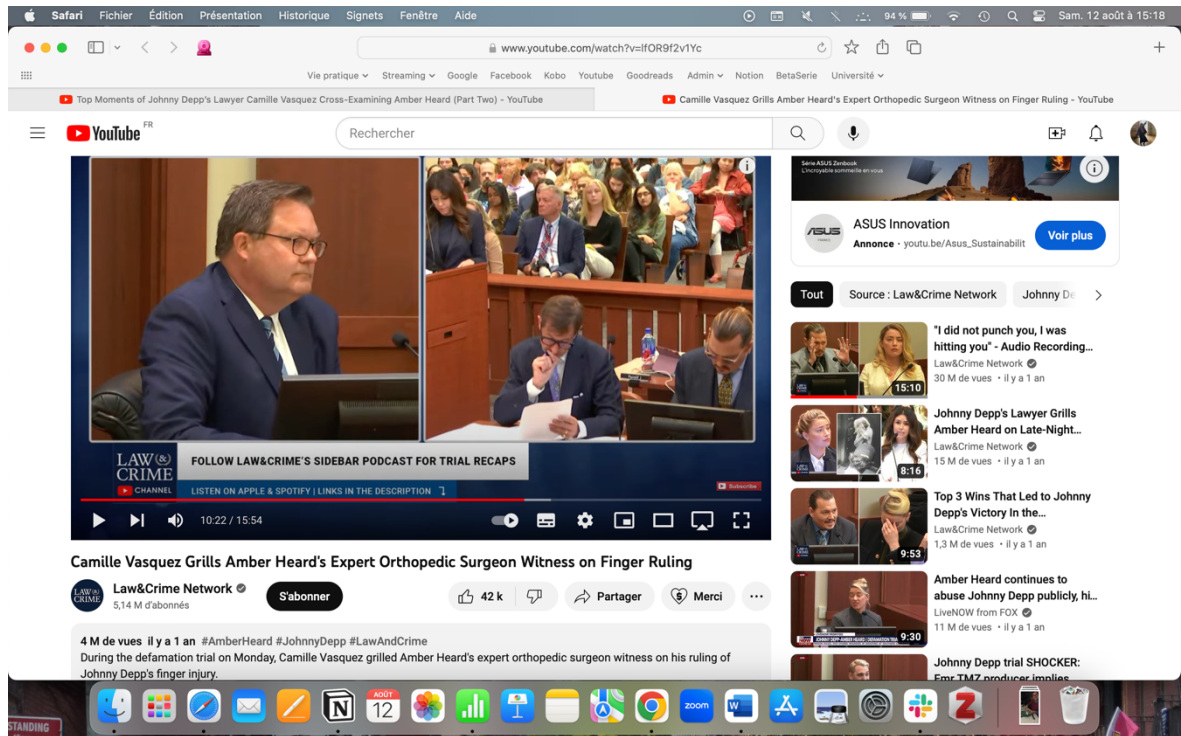 Safari Fichier Édition Présentation Historique Signets Fenêtre Aide 94 % Sam. 12 août à 15:18
www.youtube.com/watch?v=lfOR9f2v1Yc
Vie pratique Streaming Google Facebook Kobo Youtube Goodreads Admin Notion BetaSerie Université
Top Moments of Johnny Depp's Lawyer Camille Vasquez Cross-Examining Amber Heard (Part Two) - YouTube
Camille Vasquez Grills Amber Heard's Expert Orthopedic Surgeon Witness on Finger Ruling - YouTube
YouTube FR
Rechercher
LAW & CRIME
CHANNEL
FOLLOW LAW&CRIME'S SIDEBAR PODCAST FOR TRIAL RECAPS
LISTEN ON APPLE & SPOTIFY | LINKS IN THE DESCRIPTION
Subscribe
10:22 / 15:54
Camille Vasquez Grills Amber Heard's Expert Orthopedic Surgeon Witness on Finger Ruling
LAW & CRIME
Law&Crime Network
5,14 M d'abonnés
S'abonner
42 k
Partager
Merci
4 M de vues il y a 1 an #AmberHeard #JohnnyDepp #LawAndCrime
During the defamation trial on Monday, Camille Vasquez grilled Amber Heard's expert orthopedic surgeon witness on his ruling of
Johnny Depp's finger injury.
Série ASUS Zenbook
L'incroyable sommeille en vous
ASUS
ASUS Innovation
Annonce · youtu.be/Asus_Sustainabilit
Voir plus
Tout
Source : Law&Crime Network
Johnny De
"I did not punch you, I was
hitting you" - Audio Recording...
Law&Crime Network
30 M de vues • il y a 1 an
15:10
Johnny Depp's Lawyer Grills
Amber Heard on Late-Night...
Law&Crime Network
15 M de vues • il y a 1 an
8:16
Top 3 Wins That Led to Johnny
Depp's Victory In the...
Law&Crime Network
1,3 M de vues • il y a 1 an
9:53
Amber Heard continues to
abuse Johnny Depp publicly, hi...
LiveNOW from FOX
11 M de vues • il y a 1 an
9:30
Johnny Depp trial SHOCKER:
Fmr TMZ producer implies
STANDING
AOÛT
12
zoom